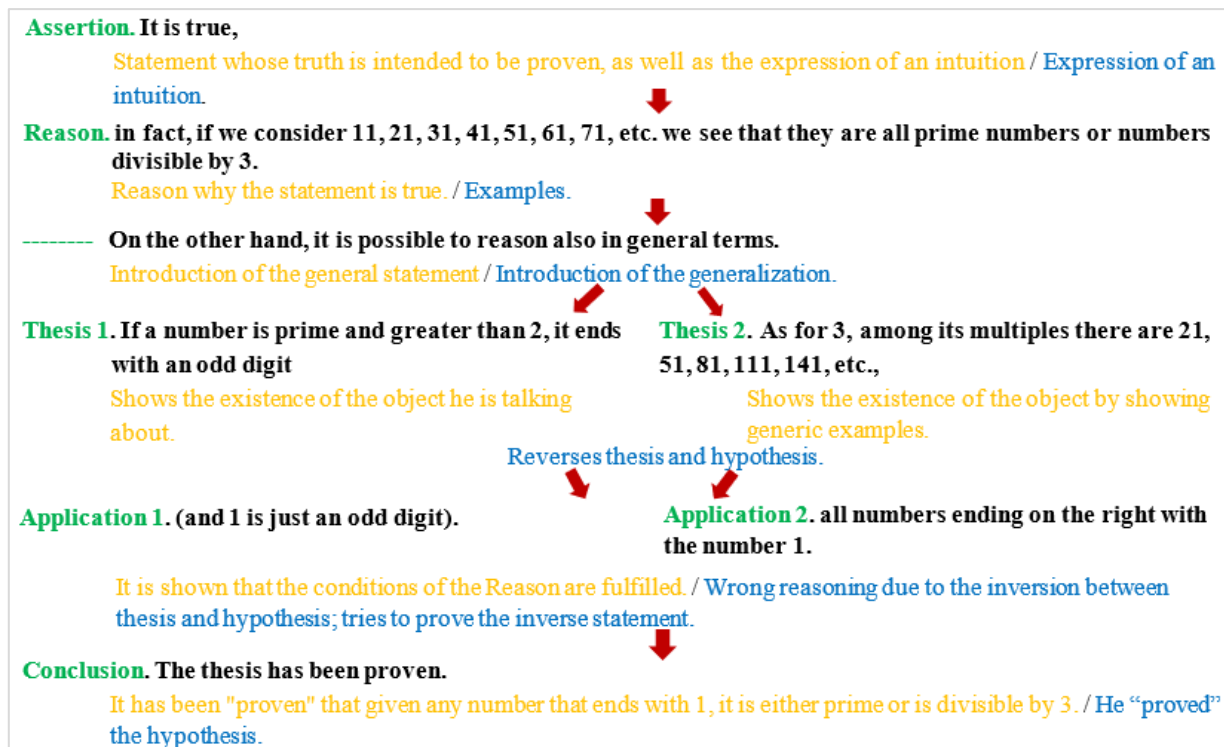 Assertion. It is true,
Statement whose truth is intended to be proven, as well as the expression of an intuition / Expression of an
intuition.
Reason. in fact, if we consider 11, 21, 31, 41, 51, 61, 71, etc. we see that they are all prime numbers or numbers
divisible by 3.
Reason why the statement is true. / Examples.
-------- On the other hand, it is possible to reason also in general terms.
Introduction of the general statement / Introduction of the generalization.
Thesis 1. If a number is prime and greater than 2, it ends
with an odd digit
Shows the existence of the object he is talking
about.
Thesis 2. As for 3, among its multiples there are 21,
51, 81, 111, 141, etc.,
Shows the existence of the object by showing
generic examples.
Reverses thesis and hypothesis.
Application 1. (and 1 is just an odd digit).
Application 2. all numbers ending on the right with
the number 1.
It is shown that the conditions of the Reason are fulfilled. / Wrong reasoning due to the inversion between
thesis and hypothesis; tries to prove the inverse statement.
Conclusion. The thesis has been proven.
It has been "proven" that given any number that ends with 1, it is either prime or is divisible by 3. / He “proved”
the hypothesis.